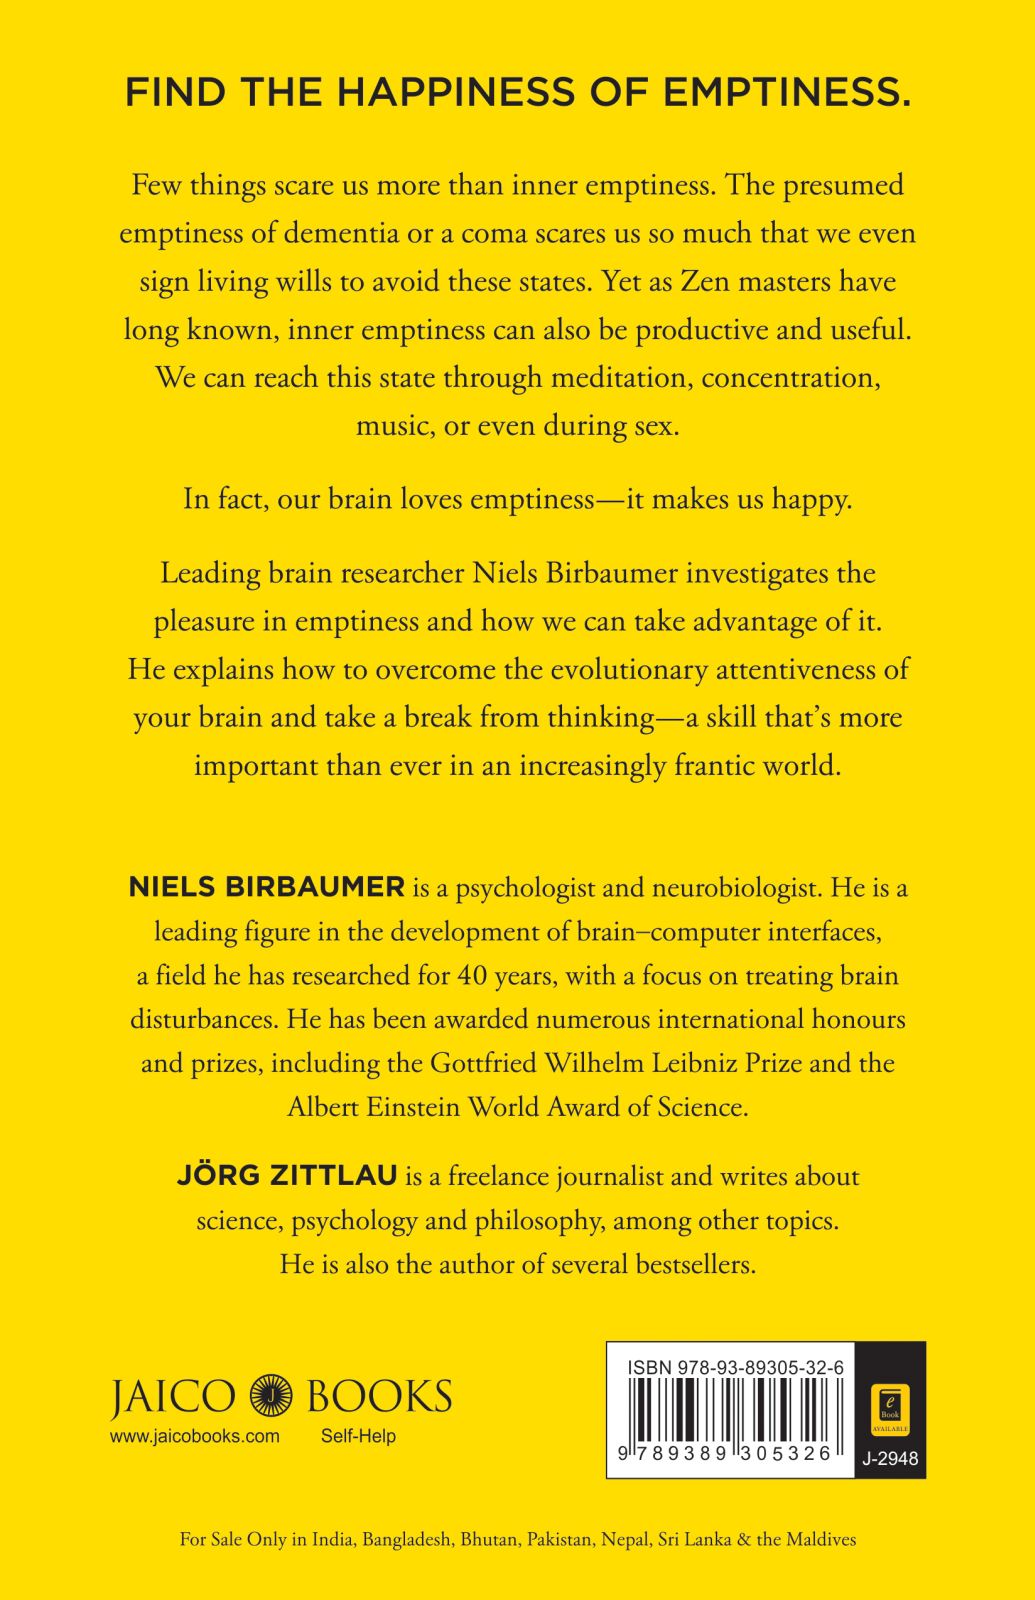 FIND THE HAPPINESS OF EMPTINESS.
Few things scare us more than inner emptiness. The presumed
emptiness of dementia or a coma scares us so much that we even
sign living wills to avoid these states. Yet as Zen masters have
long known, inner emptiness can also be productive and useful.
We can reach this state through meditation, concentration,
music, or even during sex.
In fact, our brain loves emptiness—it makes us happy.
Leading brain researcher Niels Birbaumer investigates the
pleasure in emptiness and how we can take advantage of it.
He explains how to overcome the evolutionary attentiveness of
your brain and take a break from thinking—a skill that’s more
important than ever in an increasingly frantic world.
NIELS BIRBAUMER is a psychologist and neurobiologist. He is a
leading figure in the development of brain–computer interfaces,
a field he has researched for 40 years, with a focus on treating brain
disturbances. He has been awarded numerous international honours
and prizes, including the Gottfried Wilhelm Leibniz Prize and the
Albert Einstein World Award of Science.
JÖRG ZITTLAU is a freelance journalist and writes about
science, psychology and philosophy, among other topics.
He is also the author of several bestsellers.
JAICO J BOOKS
www.jaicobooks.com Self-Help
ISBN 978-93-89305-32-6
9 789389 305326
e
Book
AVAILABLE
J-2948
For Sale Only in India, Bangladesh, Bhutan, Pakistan, Nepal, Sri Lanka & the Maldives